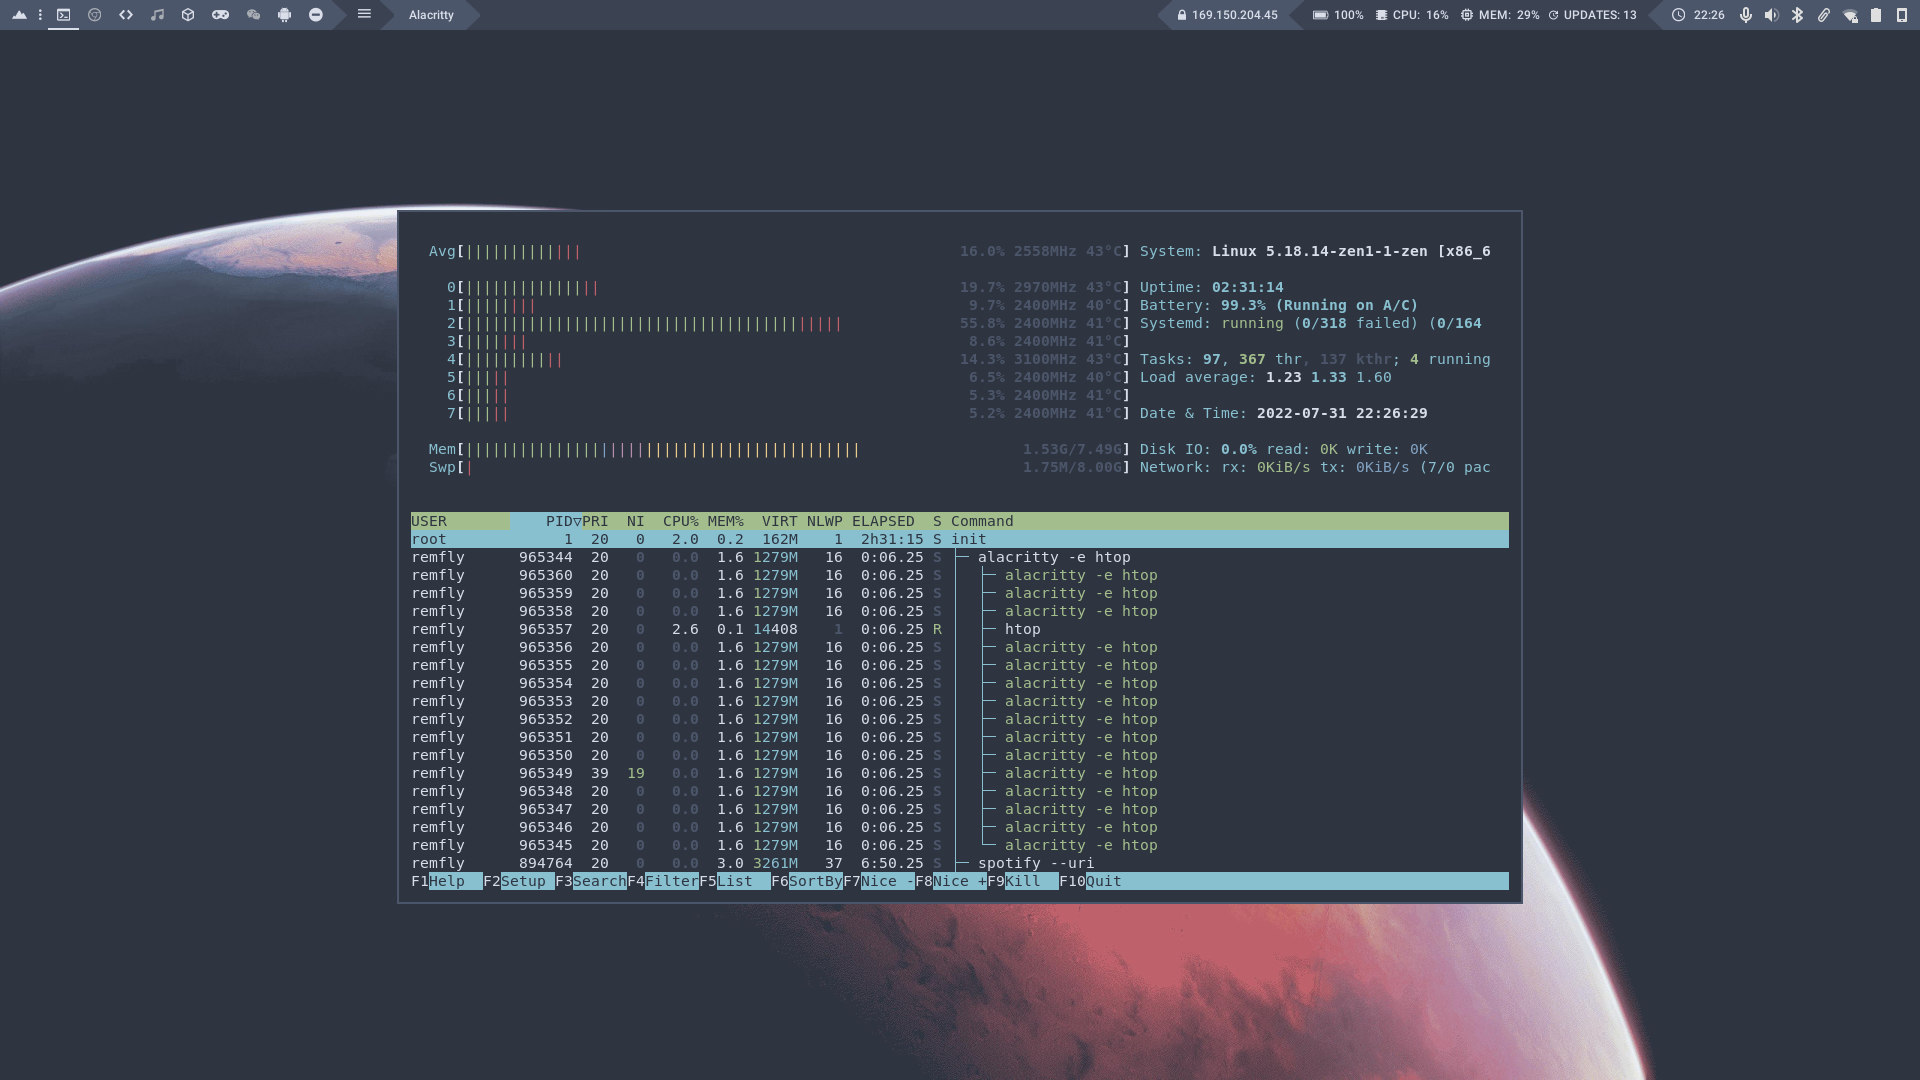 Alacritty
169.150.204.45
100% CPU: 16% MEM: 29% UPDATES: 13
22:26
Avg[ 16.0% 2558MHz 43°C] System: Linux 5.18.14-zen1-1-zen [x86_6
0[ 19.7% 2970MHz 43°C] Uptime: 02:31:14
1[ 9.7% 2400MHz 40°C] Battery: 99.3% (Running on A/C)
2[ 55.8% 2400MHz 41°C] Systemd: running (0/318 failed) (0/164
3[ 8.6% 2400MHz 41°C]
4[ 14.3% 3100MHz 43°C] Tasks: 97, 367 thr, 137 kthr; 4 running
5[ 6.5% 2400MHz 40°C] Load average: 1.23 1.33 1.60
6[ 5.3% 2400MHz 41°C]
7[ 5.2% 2400MHz 41°C] Date & Time: 2022-07-31 22:26:29
Mem[ 1.53G/7.49G] Disk IO: 0.0% read: 0K write: 0K
Swp[ 1.75M/8.00G] Network: rx: 0KiB/s tx: 0KiB/s (7/0 pac
USER PID▽PRI NI CPU% MEM% VIRT NLWP ELAPSED S Command
root 1 20 0 2.0 0.2 162M 1 2h31:15 S init
remfly 965344 20 0 0.0 1.6 1279M 16 0:06.25 S ├─ alacritty -e htop
remfly 965360 20 0 0.0 1.6 1279M 16 0:06.25 S │ ├─ alacritty -e htop
remfly 965359 20 0 0.0 1.6 1279M 16 0:06.25 S │ ├─ alacritty -e htop
remfly 965358 20 0 0.0 1.6 1279M 16 0:06.25 S │ ├─ alacritty -e htop
remfly 965357 20 0 2.6 0.1 14408 1 0:06.25 R │ ├─ htop
remfly 965356 20 0 0.0 1.6 1279M 16 0:06.25 S │ ├─ alacritty -e htop
remfly 965355 20 0 0.0 1.6 1279M 16 0:06.25 S │ ├─ alacritty -e htop
remfly 965354 20 0 0.0 1.6 1279M 16 0:06.25 S │ ├─ alacritty -e htop
remfly 965353 20 0 0.0 1.6 1279M 16 0:06.25 S │ ├─ alacritty -e htop
remfly 965352 20 0 0.0 1.6 1279M 16 0:06.25 S │ ├─ alacritty -e htop
remfly 965351 20 0 0.0 1.6 1279M 16 0:06.25 S │ ├─ alacritty -e htop
remfly 965350 20 0 0.0 1.6 1279M 16 0:06.25 S │ ├─ alacritty -e htop
remfly 965349 39 19 0.0 1.6 1279M 16 0:06.25 S │ ├─ alacritty -e htop
remfly 965348 20 0 0.0 1.6 1279M 16 0:06.25 S │ ├─ alacritty -e htop
remfly 965347 20 0 0.0 1.6 1279M 16 0:06.25 S │ ├─ alacritty -e htop
remfly 965346 20 0 0.0 1.6 1279M 16 0:06.25 S │ ├─ alacritty -e htop
remfly 965345 20 0 0.0 1.6 1279M 16 0:06.25 S │ └─ alacritty -e htop
remfly 894764 20 0 0.0 3.0 3261M 37 6:50.25 S ├─ spotify --uri
F1Help F2Setup F3SearchF4FilterF5List F6SortByF7Nice -F8Nice +F9Kill F10Quit